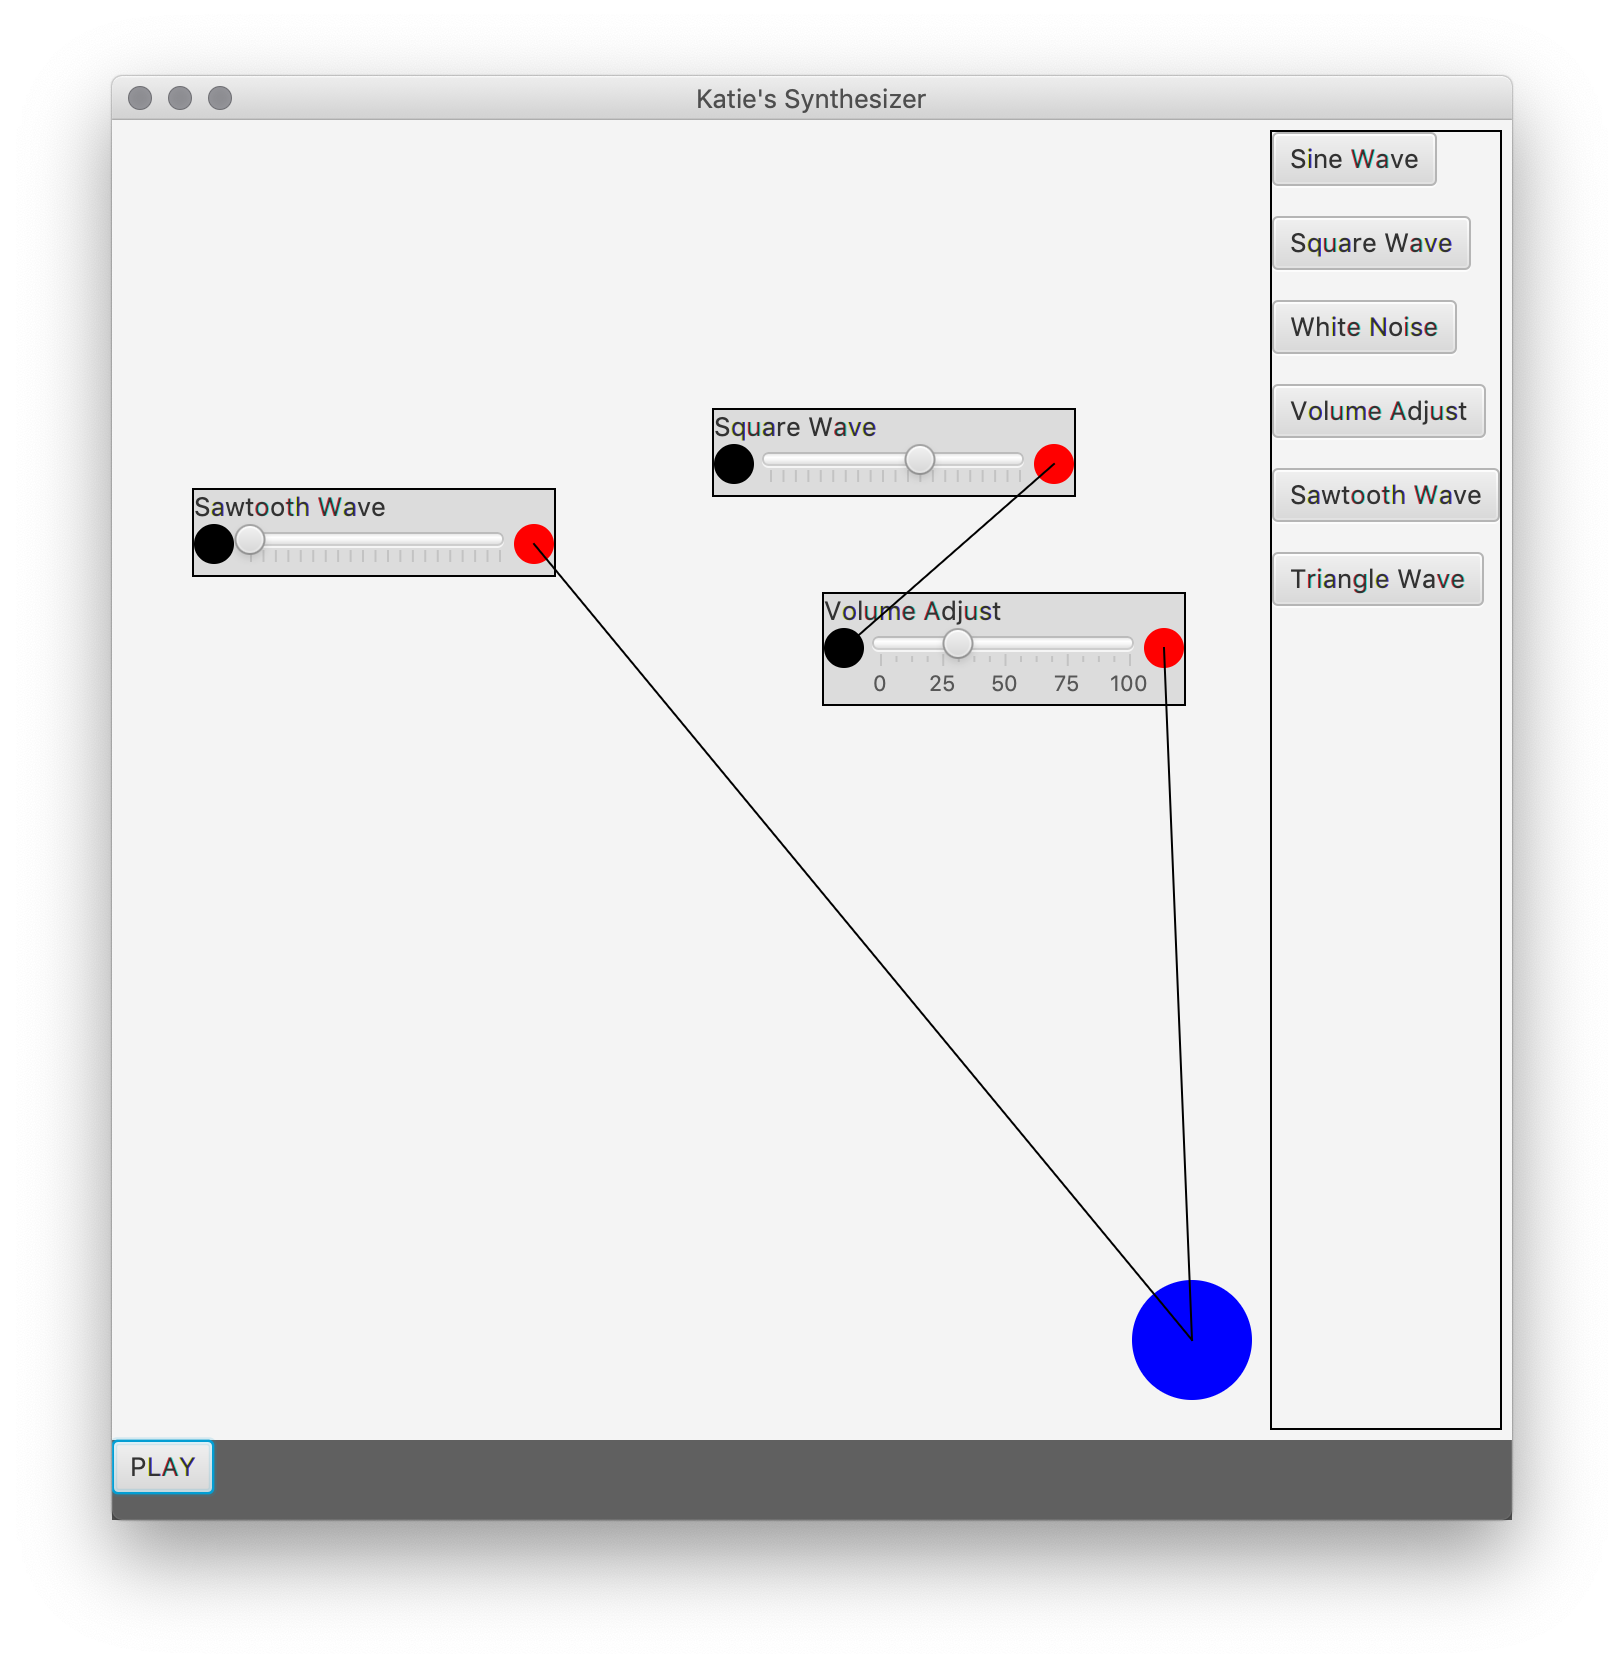 Katie's Synthesizer
Sine Wave
Square Wave
White Noise
Volume Adjust
Sawtooth Wave
Triangle Wave
Square Wave
Sawtooth Wave
Volume Adjust
0 25 50 75 100
PLAY